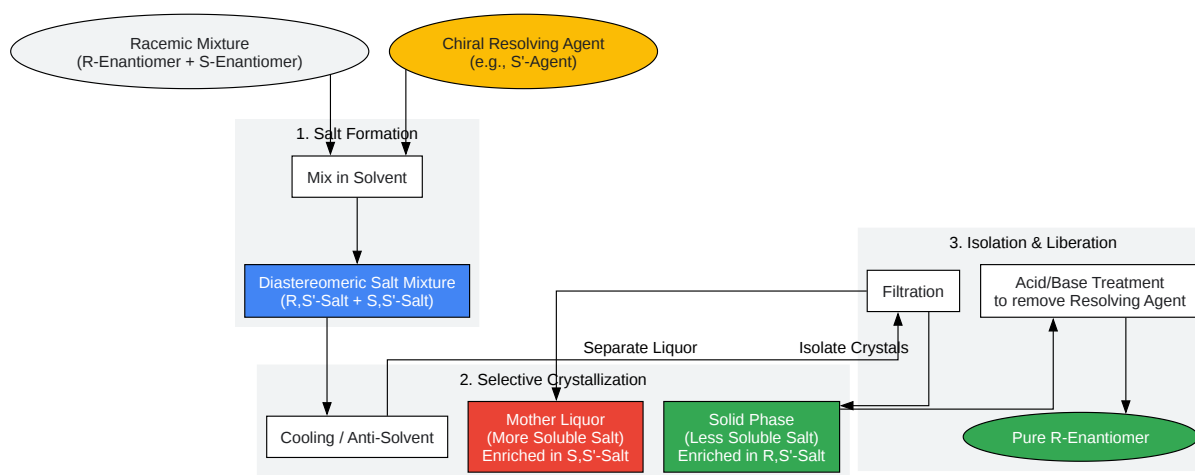 Racemic Mixture
(R-Enantiomer + S-Enantiomer)
Chiral Resolving Agent
(e.g., S'-Agent)
1. Salt Formation
Mix in Solvent
Diastereomeric Salt Mixture
(R,S'-Salt + S,S'-Salt)
3. Isolation & Liberation
Filtration
Acid/Base Treatment
to remove Resolving Agent
Separate Liquor
Isolate Crystals
2. Selective Crystallization
Cooling / Anti-Solvent
Mother Liquor
(More Soluble Salt)
Enriched in S,S'-Salt
Solid Phase
(Less Soluble Salt)
Enriched in R,S'-Salt
Pure R-Enantiomer